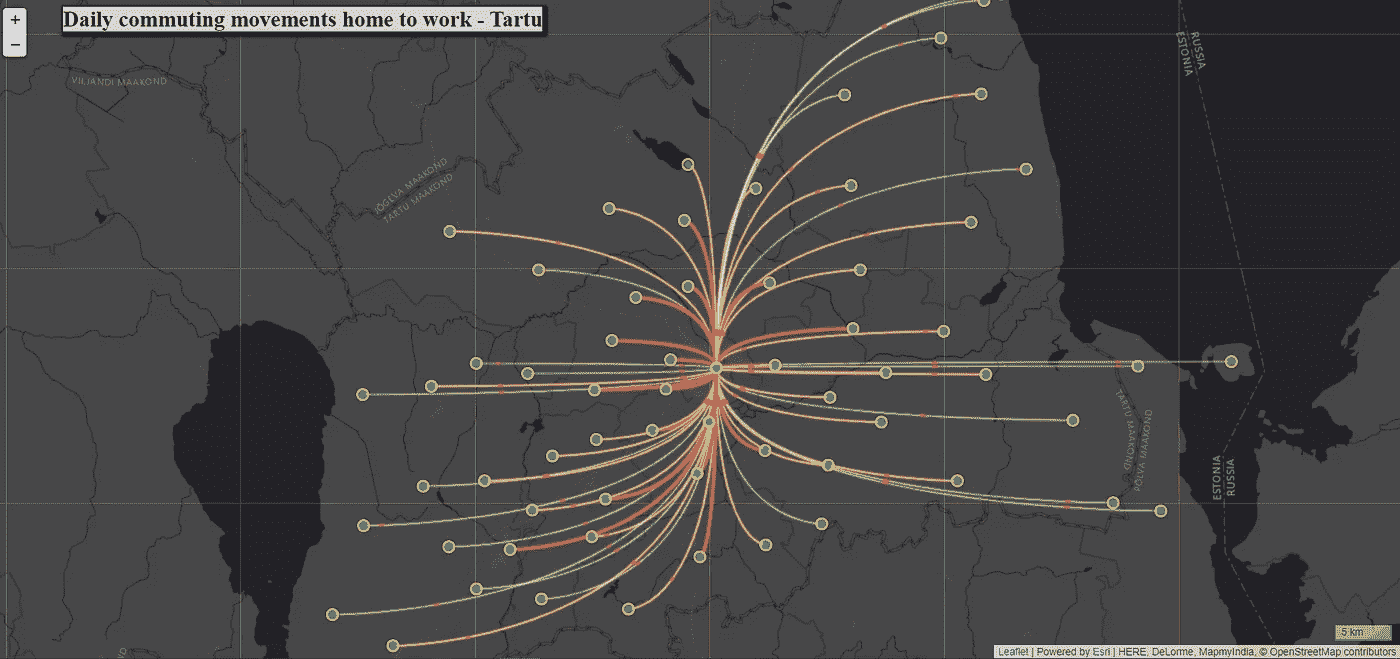 +
−
Daily commuting movements home to work - Tartu
VILJANDI MAAKOND
JÕGEVA MAAKOND
TARTU MAAKOND
RUSSIA
ESTONIA
TARTU MAAKOND
PÕLVA MAAKOND
ESTONIA
RUSSIA
5 km
Leaflet | Powered by Esri | HERE, DeLorme, MapmyIndia, © OpenStreetMap contributors